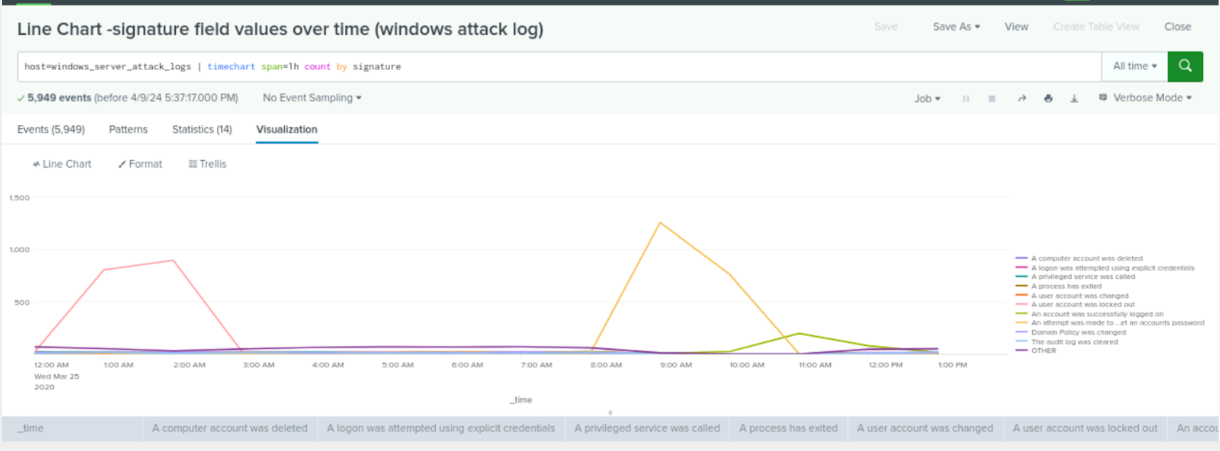 Line Chart -signature field values over time (windows attack log)
Save
Save As
View
Create Table View
Close
host=windows_server_attack_logs | timechart span=1h count by signature
All time
5,949 events (before 4/9/24 5:37:17.000 PM)
No Event Sampling
Job
Verbose Mode
Events (5,949)
Patterns
Statistics (14)
Visualization
Line Chart
Format
Trellis
1,500
1,000
500
12:00 AM
Wed Mar 25
2020
1:00 AM
2:00 AM
3:00 AM
4:00 AM
5:00 AM
6:00 AM
7:00 AM
8:00 AM
9:00 AM
10:00 AM
11:00 AM
12:00 PM
1:00 PM
_time
A computer account was deleted
A logon was attempted using explicit credentials
A privileged service was called
A process has exited
A user account was changed
A user account was locked out
An account was successfully logged on
An attempt was made to ...et an accounts password
Domain Policy was changed
The audit log was cleared
OTHER
_time
A computer account was deleted
A logon was attempted using explicit credentials
A privileged service was called
A process has exited
A user account was changed
A user account was locked out
An accou